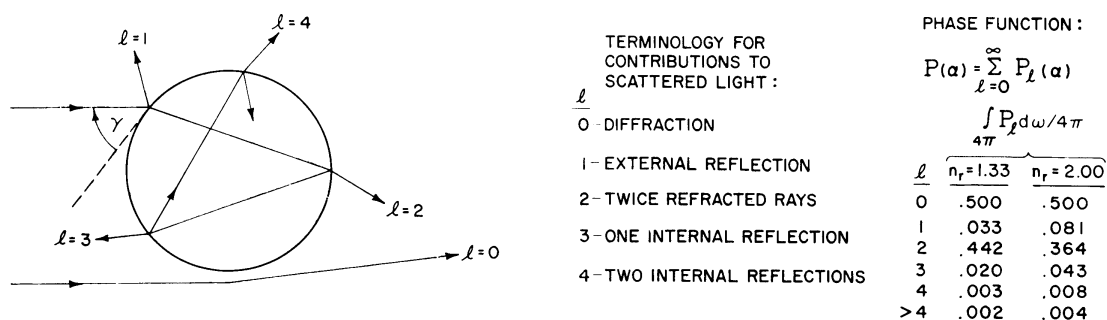 ℓ=1
ℓ=4
γ
ℓ=2
ℓ=3
ℓ=0
TERMINOLOGY FOR
CONTRIBUTIONS TO
SCATTERED LIGHT :
ℓ
0 - DIFFRACTION
1 - EXTERNAL REFLECTION
2 - TWICE REFRACTED RAYS
3 - ONE INTERNAL REFLECTION
4 - TWO INTERNAL REFLECTIONS
PHASE FUNCTION :
P(α) = ∑_{ℓ=0}^{∞} P_ℓ (α)
∫_{4π} P_ℓ dω/4π
ℓ n_r=1.33 n_r=2.00
0 .500 .500
1 .033 .081
2 .442 .364
3 .020 .043
4 .003 .008
>4 .002 .004